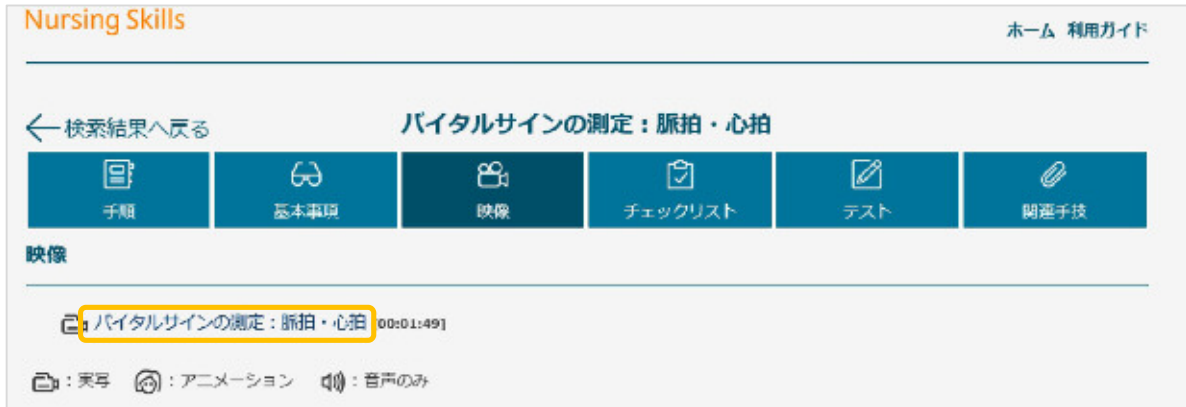 Nursing Skills
ホーム 利用ガイド
検索結果へ戻る
バイタルサインの測定：脈拍・心拍
手順 基本事項 映像 チェックリスト テスト 関連手技
映像
バイタルサインの測定：脈拍・心拍 [00:01:49]
：実写 ：アニメーション ：音声のみ